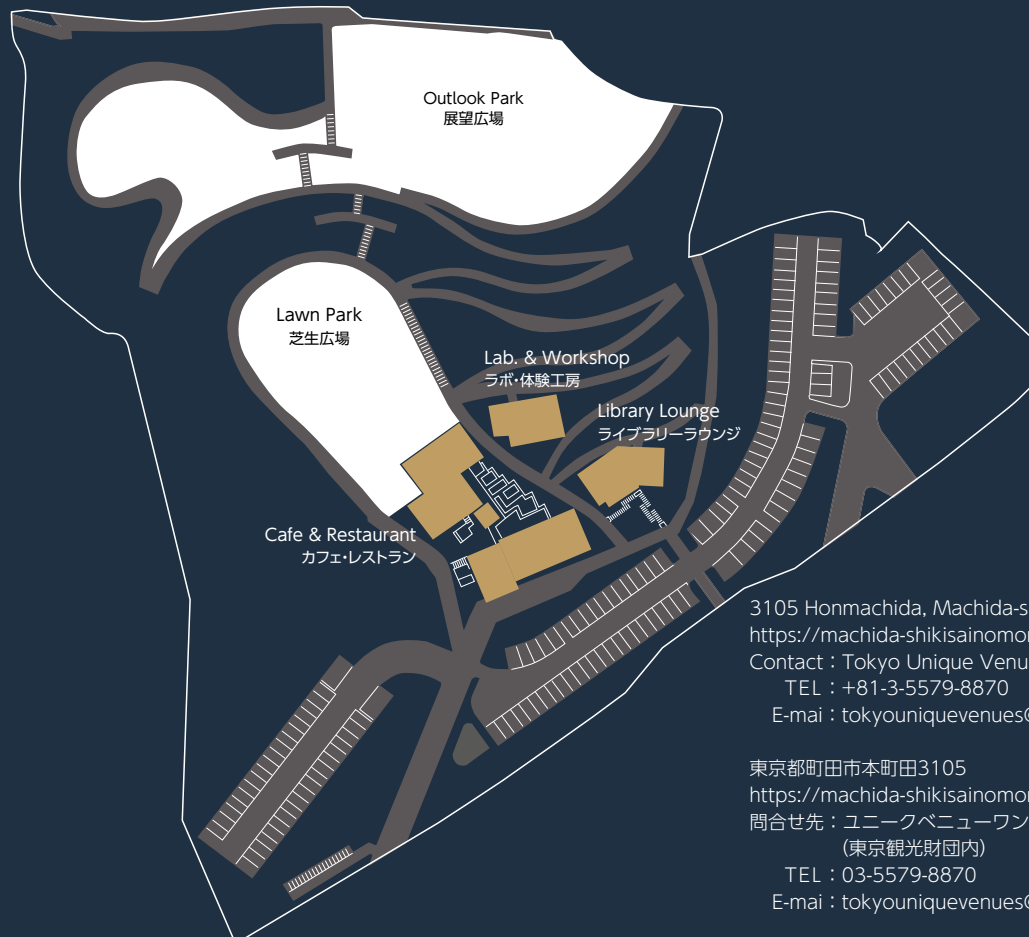 Outlook Park
展望広場
Lawn Park
芝生広場
Lab. & Workshop
ラボ・体験工房
Library Lounge
ライブラリーラウンジ
Cafe & Restaurant
カフェ・レストラン
3105 Honmachida, Machida-s
https://machida-shikisainomor
Contact：Tokyo Unique Venu
TEL：+81-3-5579-8870
E-mai：tokyouniquevenues@
東京都町田市本町田3105
https://machida-shikisainomor
問合せ先：ユニークベニューワン
(東京観光財団内)
TEL：03-5579-8870
E-mai：tokyouniquevenues@